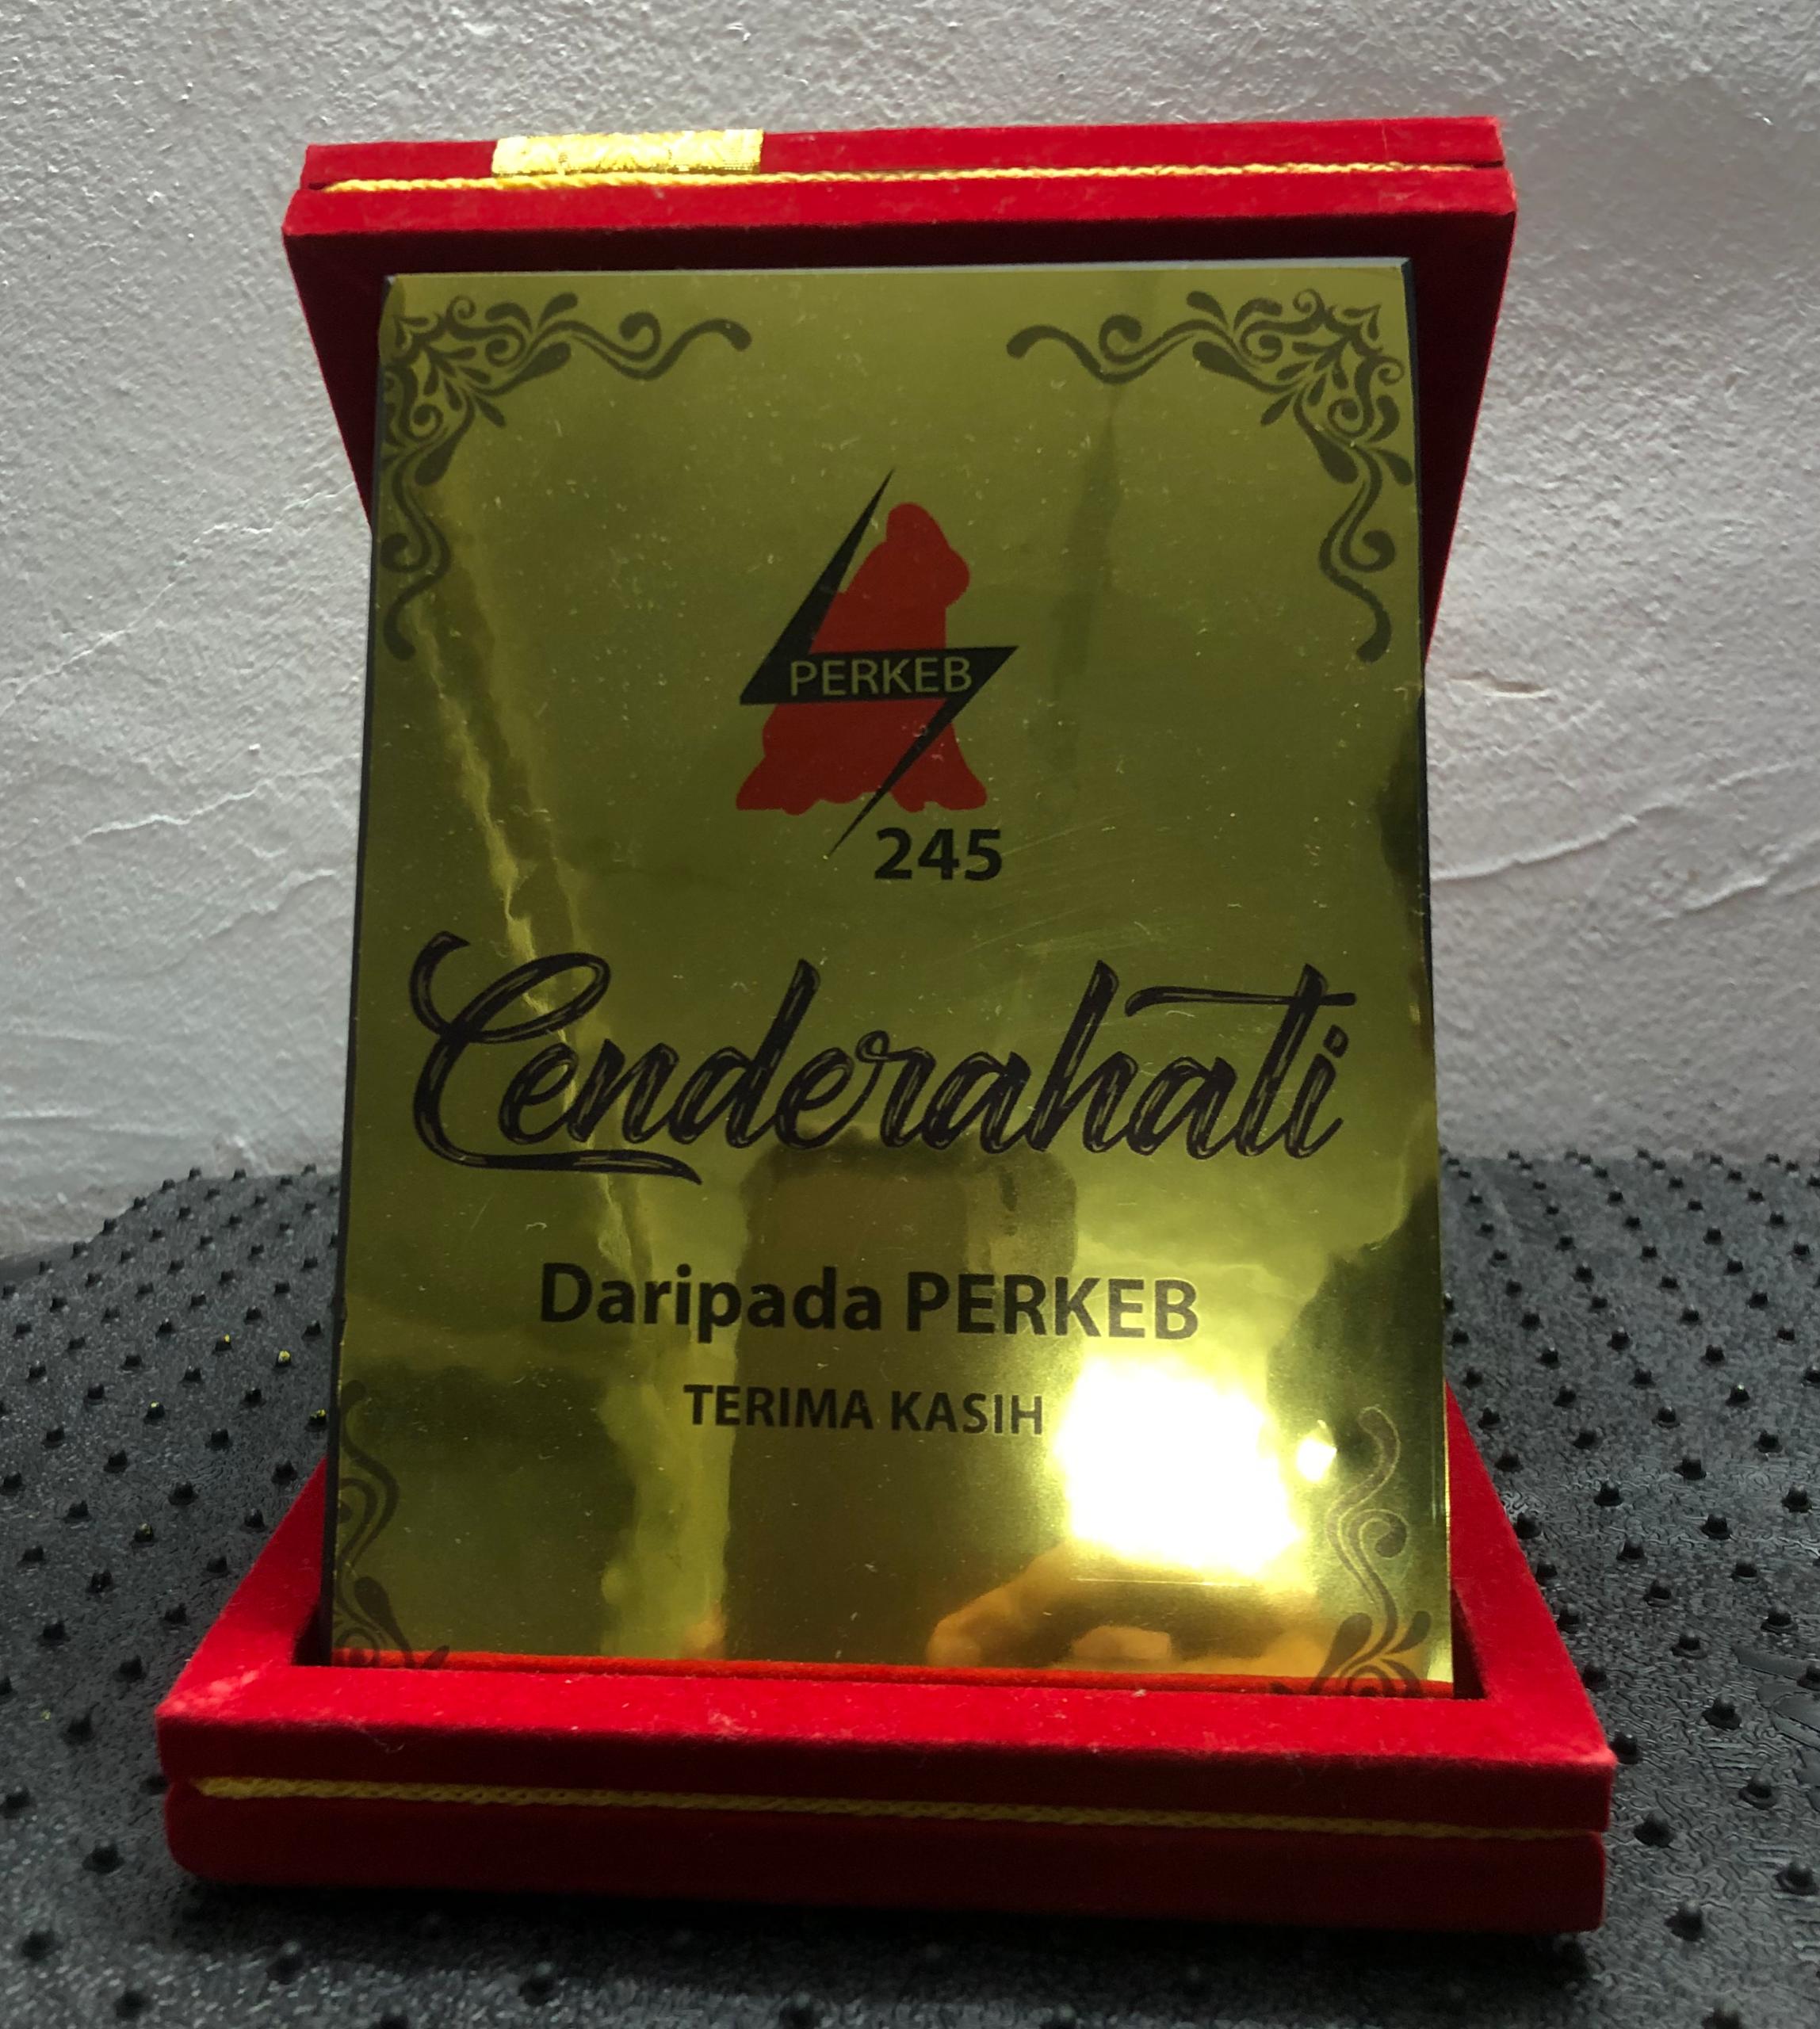 PERKEB
245
Cenderahati
Daripada PERKEB
TERIMA KASIH